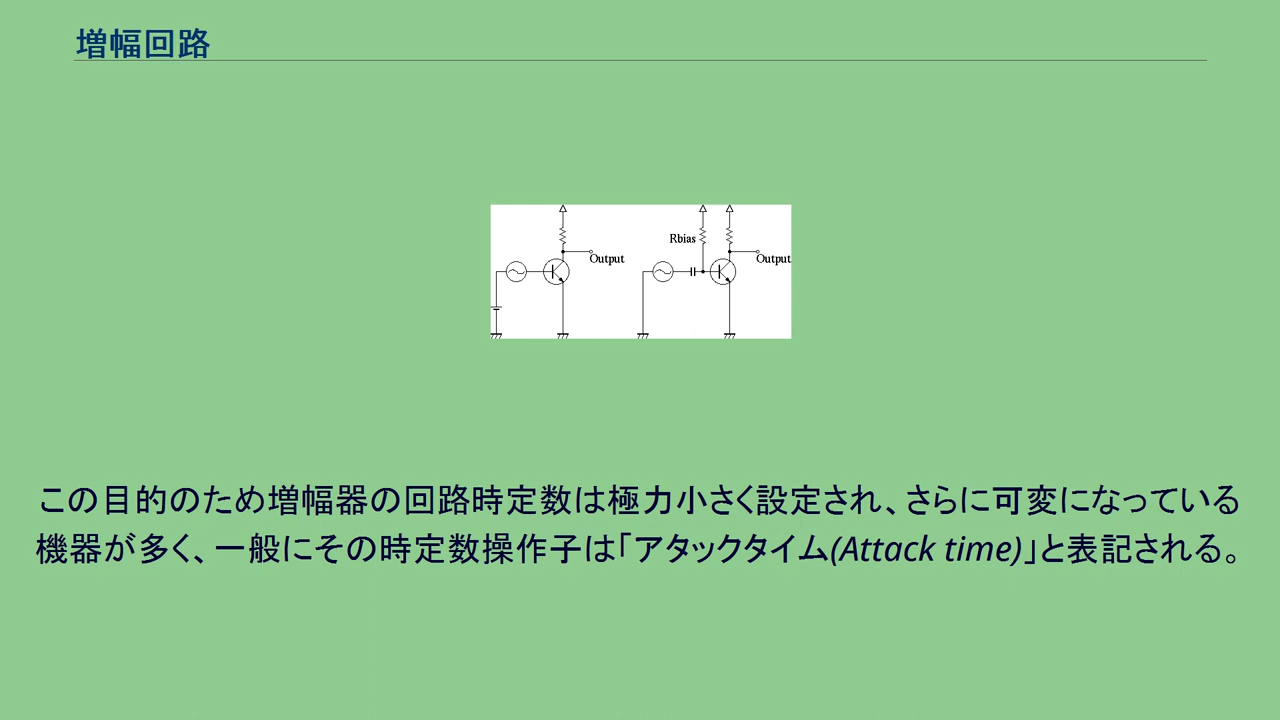 増幅回路
Rbias
Output
Output
この目的のため増幅器の回路時定数は極力小さく設定され、さらに可変になっている
機器が多く、一般にその時定数操作子は「アタックタイム(Attack time)」と表記される。